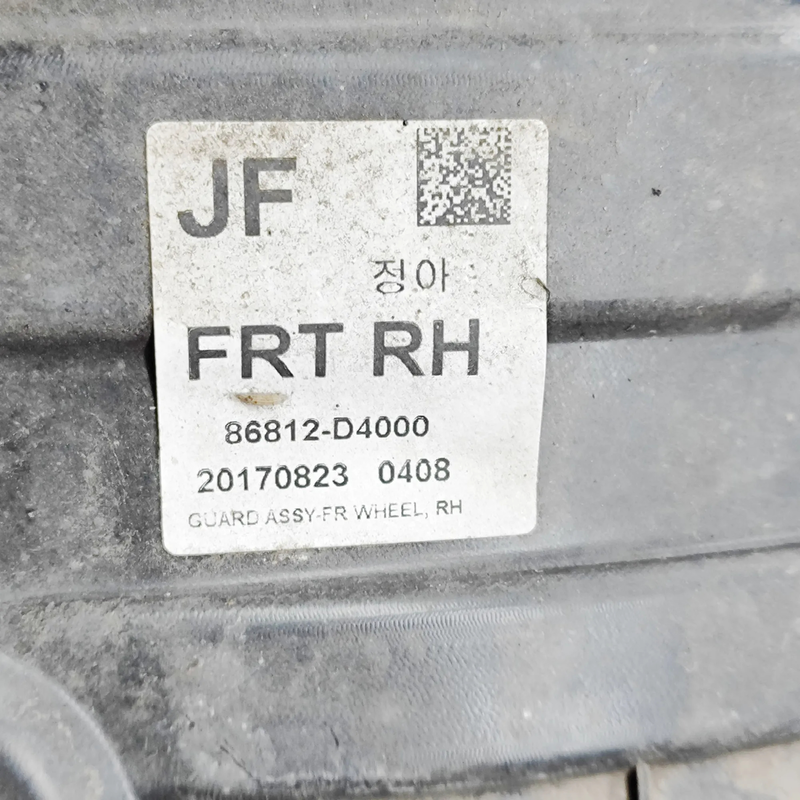 JF
정아
FRT RH
86812-D4000
20170823 0408
GUARD ASSY-FR WHEEL, RH